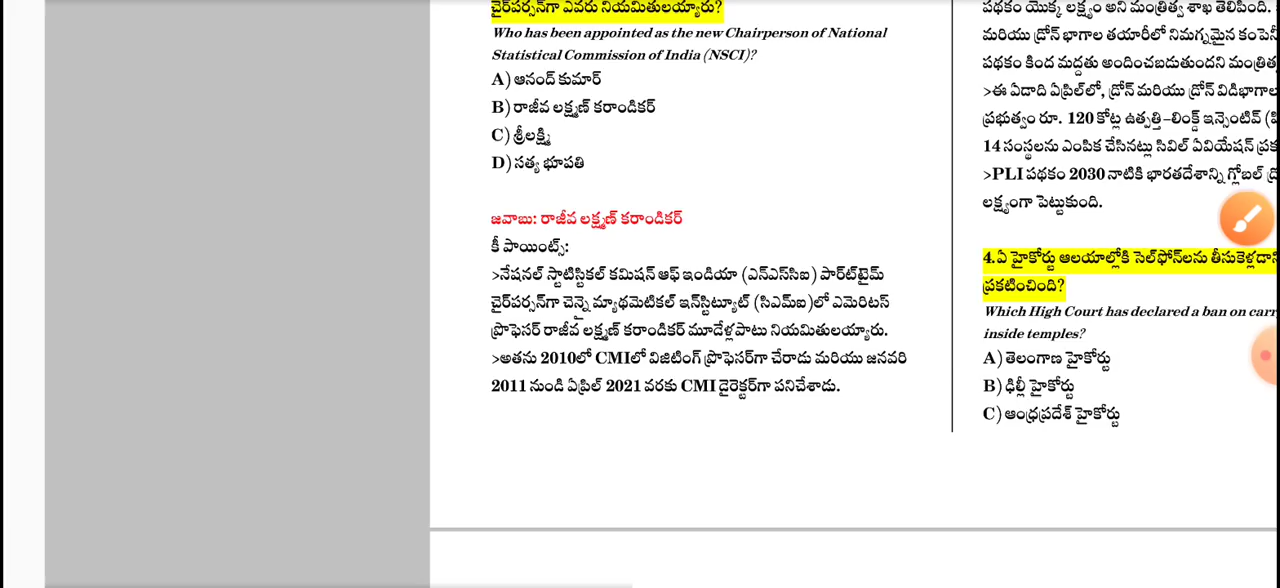 చైర్‌పర్సన్‌గా ఎవరు నియమితులయ్యారు?
Who has been appointed as the new Chairperson of National
Statistical Commission of India (NSCI)?
A) ఆనంద్ కుమార్
B) రాజీవ లక్ష్మణ్ కరాండికర్
C) శ్రీలక్ష్మి
D) సత్య భూపతి
జవాబు: రాజీవ లక్ష్మణ్ కరాండికర్
కీ పాయింట్స్:
>నేషనల్ స్టాటిస్టికల్ కమిషన్ ఆఫ్ ఇండియా (ఎన్ఎస్‌సిఐ) పార్ట్‌టైమ్
చైర్‌పర్సన్‌గా చెన్నై మ్యాథమెటికల్ ఇన్‌స్టిట్యూట్ (సిఎమ్ఐ)లో ఎమెరిటస్
ప్రొఫెసర్ రాజీవ లక్ష్మణ్ కరాండికర్ మూడేళ్లపాటు నియమితులయ్యారు.
>అతను 2010లో CMIలో విజిటింగ్ ప్రొఫెసర్‌గా చేరాడు మరియు జనవరి
2011 నుండి ఏప్రిల్ 2021 వరకు CMI డైరెక్టర్‌గా పనిచేశాడు.
పథకం యొక్క లక్ష్యం అని మంత్రిత్వ శాఖ తెలిపింది.
మరియు డ్రోన్ భాగాల తయారీలో నిమగ్నమైన కంపెనీ
పథకం కింద మద్దతు అందించబడుతుందని మంత్రిత్వ
>ఈ ఏడాది ఏప్రిల్‌లో, డ్రోన్ మరియు డ్రోన్ విడిభాగాల
ప్రభుత్వం రూ. 120 కోట్ల ఉత్పత్తి-లింక్డ్ ఇన్సెంటివ్
14 సంస్థలను ఎంపిక చేసినట్లు సివిల్ ఏవియేషన్ ప్రక
>PLI పథకం 2030 నాటికి భారతదేశాన్ని గ్లోబల్
లక్ష్యంగా పెట్టుకుంది.
4.ఏ హైకోర్టు ఆలయాల్లోకి సెల్‌ఫోన్‌లను తీసుకెళ్లడాని
ప్రకటించింది?
Which High Court has declared a ban on carr
inside temples?
A) తెలంగాణ హైకోర్టు
B) ఢిల్లీ హైకోర్టు
C) ఆంధ్రప్రదేశ్ హైకోర్టు